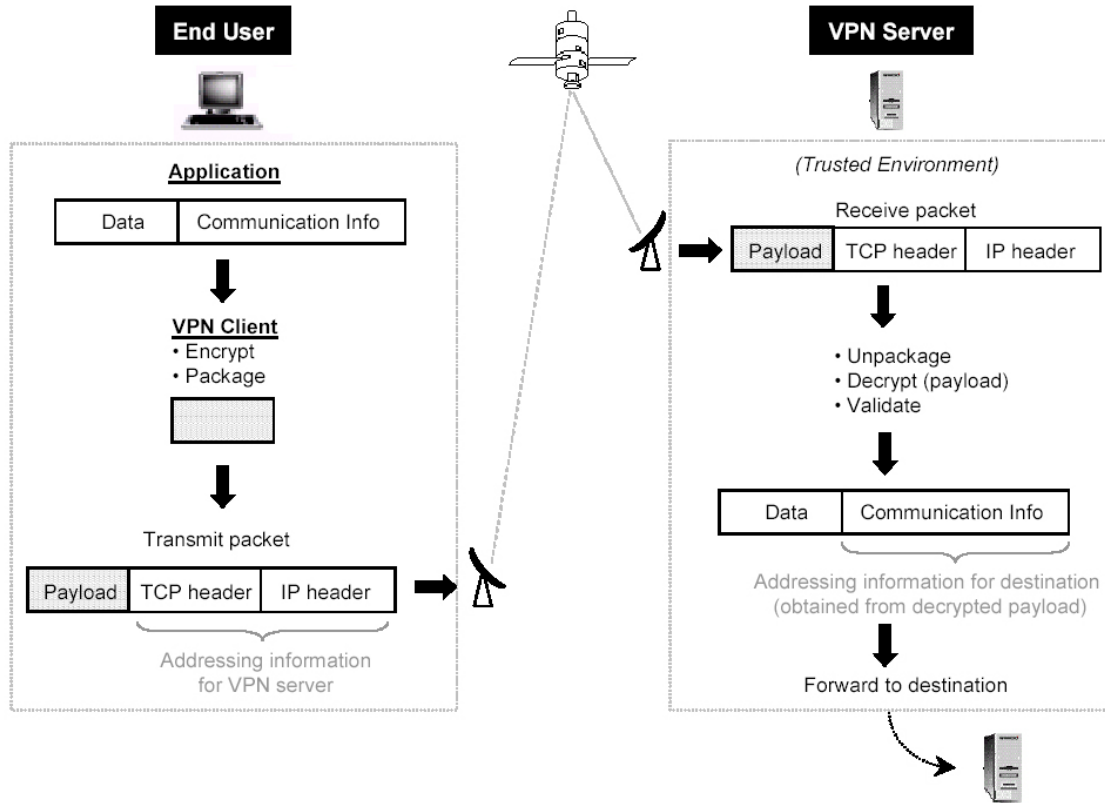 End User
Application
Data
Communication Info
VPN Client
• Encrypt
• Package
Transmit packet
Payload
TCP header
IP header
Addressing information
for VPN server
VPN Server
(Trusted Environment)
Receive packet
Payload
TCP header
IP header
• Unpackage
• Decrypt (payload)
• Validate
Data
Communication Info
Addressing information for destination
(obtained from decrypted payload)
Forward to destination